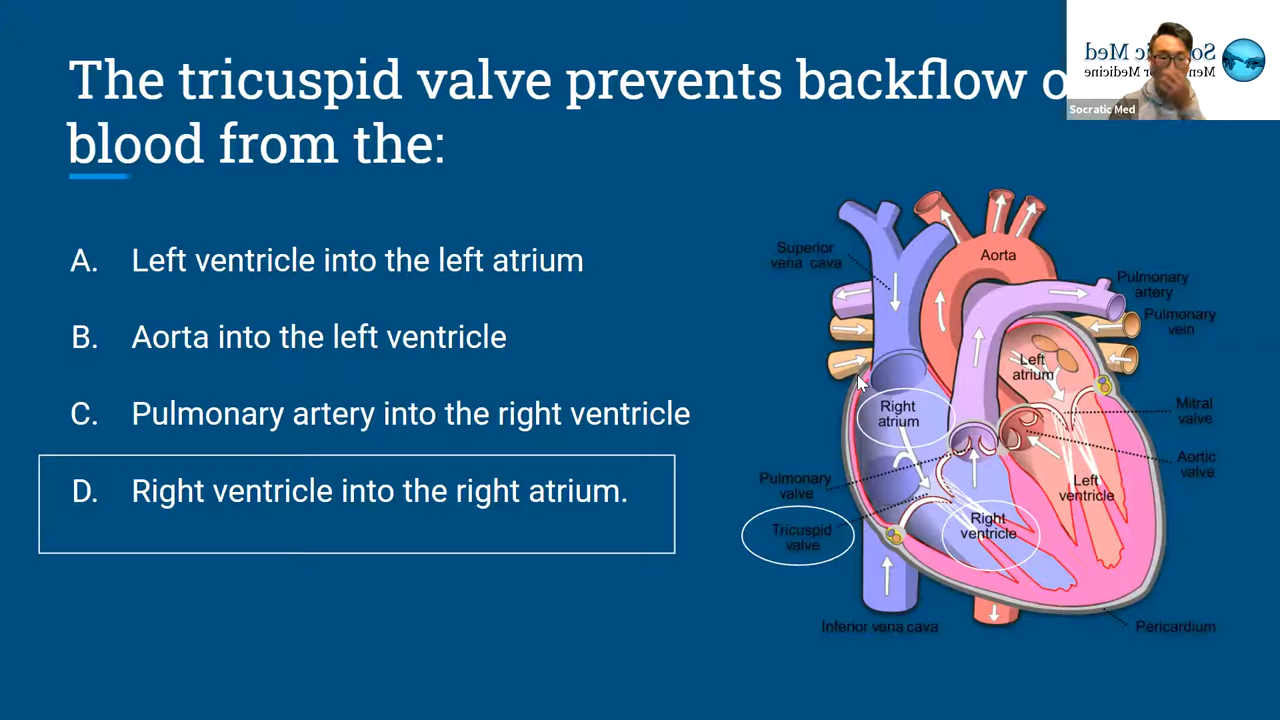 The tricuspid valve prevents backflow o
blood from the:
A. Left ventricle into the left atrium
B. Aorta into the left ventricle
C. Pulmonary artery into the right ventricle
D. Right ventricle into the right atrium.
Superior
vena cava
Aorta
Pulmonary
artery
Pulmonary
vein
Left
atrium
Mitral
valve
Right
atrium
Aortic
valve
Pulmonary
valve
Left
ventricle
Tricuspid
valve
Right
ventricle
Inferior vena cava
Pericardium
Med
Medicine
Socratic Med